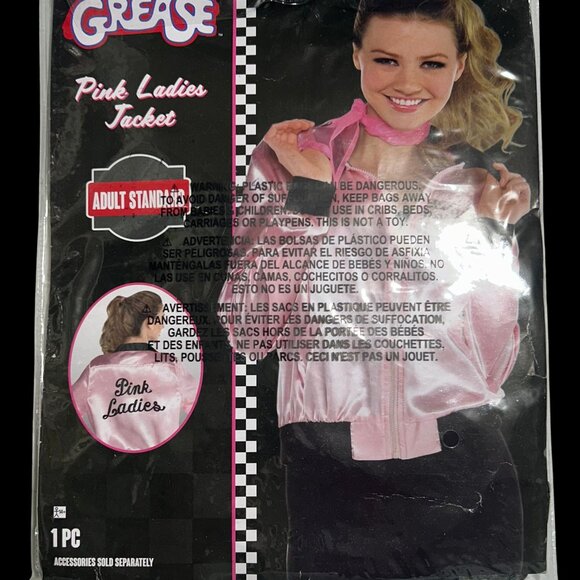 GREASE
Pink Ladies
Jacket
ADULT STANDARD
⚠ WARNING: PLASTIC BAGS CAN BE DANGEROUS.
TO AVOID DANGER OF SUFFOCATION, KEEP BAGS AWAY
FROM BABIES & CHILDREN. DO NOT USE IN CRIBS, BEDS,
CARRIAGES OR PLAYPENS. THIS IS NOT A TOY.
⚠ ADVERTENCIA: LAS BOLSAS DE PLÁSTICO PUEDEN
SER PELIGROSAS. PARA EVITAR EL RIESGO DE ASFIXIA
MANTÉNGALAS FUERA DEL ALCANCE DE BEBÉS Y NIÑOS. NO
LAS USE EN CUNAS, CAMAS, COCHECITOS O CORRALITOS.
ESTO NO ES UN JUGUETE.
⚠ AVERTISSEMENT: LES SACS EN PLASTIQUE PEUVENT ÊTRE
DANGEREUX. POUR ÉVITER LES DANGERS DE SUFFOCATION,
GARDEZ LES SACS HORS DE LA PORTÉE DES BÉBÉS
ET DES ENFANTS. NE PAS UTILISER DANS LES COUCHETTES,
LITS, POUSSETTES OU PARCS. CECI N'EST PAS UN JOUET.
Pink
Ladies
1 PC
ACCESSORIES SOLD SEPARATELY